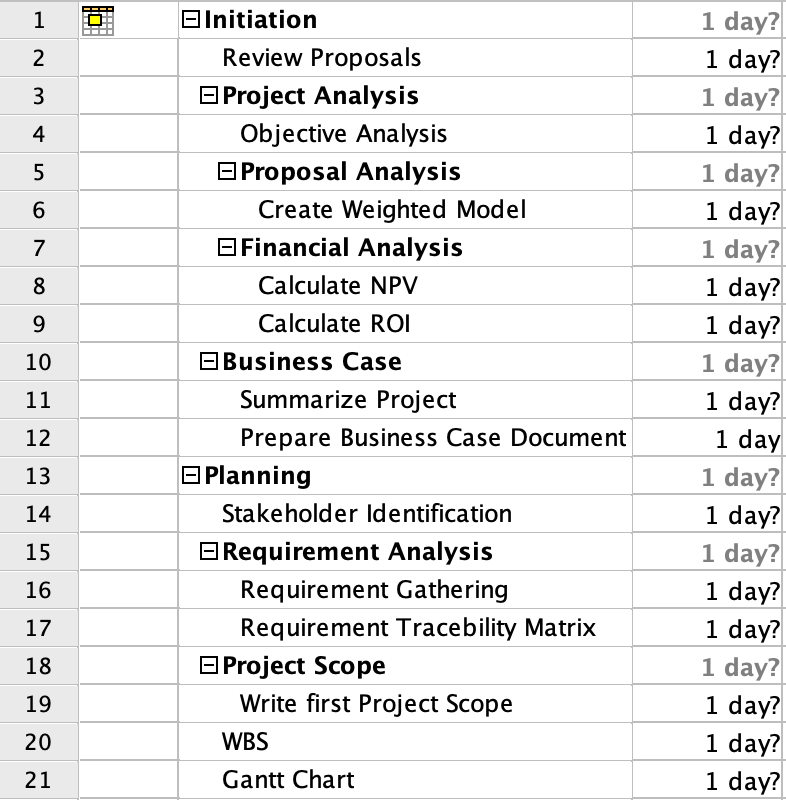 1 Initiation 1 day?
2 Review Proposals 1 day?
3 Project Analysis 1 day?
4 Objective Analysis 1 day?
5 Proposal Analysis 1 day?
6 Create Weighted Model 1 day?
7 Financial Analysis 1 day?
8 Calculate NPV 1 day?
9 Calculate ROI 1 day?
10 Business Case 1 day?
11 Summarize Project 1 day?
12 Prepare Business Case Document 1 day
13 Planning 1 day?
14 Stakeholder Identification 1 day?
15 Requirement Analysis 1 day?
16 Requirement Gathering 1 day?
17 Requirement Tracebility Matrix 1 day?
18 Project Scope 1 day?
19 Write first Project Scope 1 day?
20 WBS 1 day?
21 Gantt Chart 1 day?